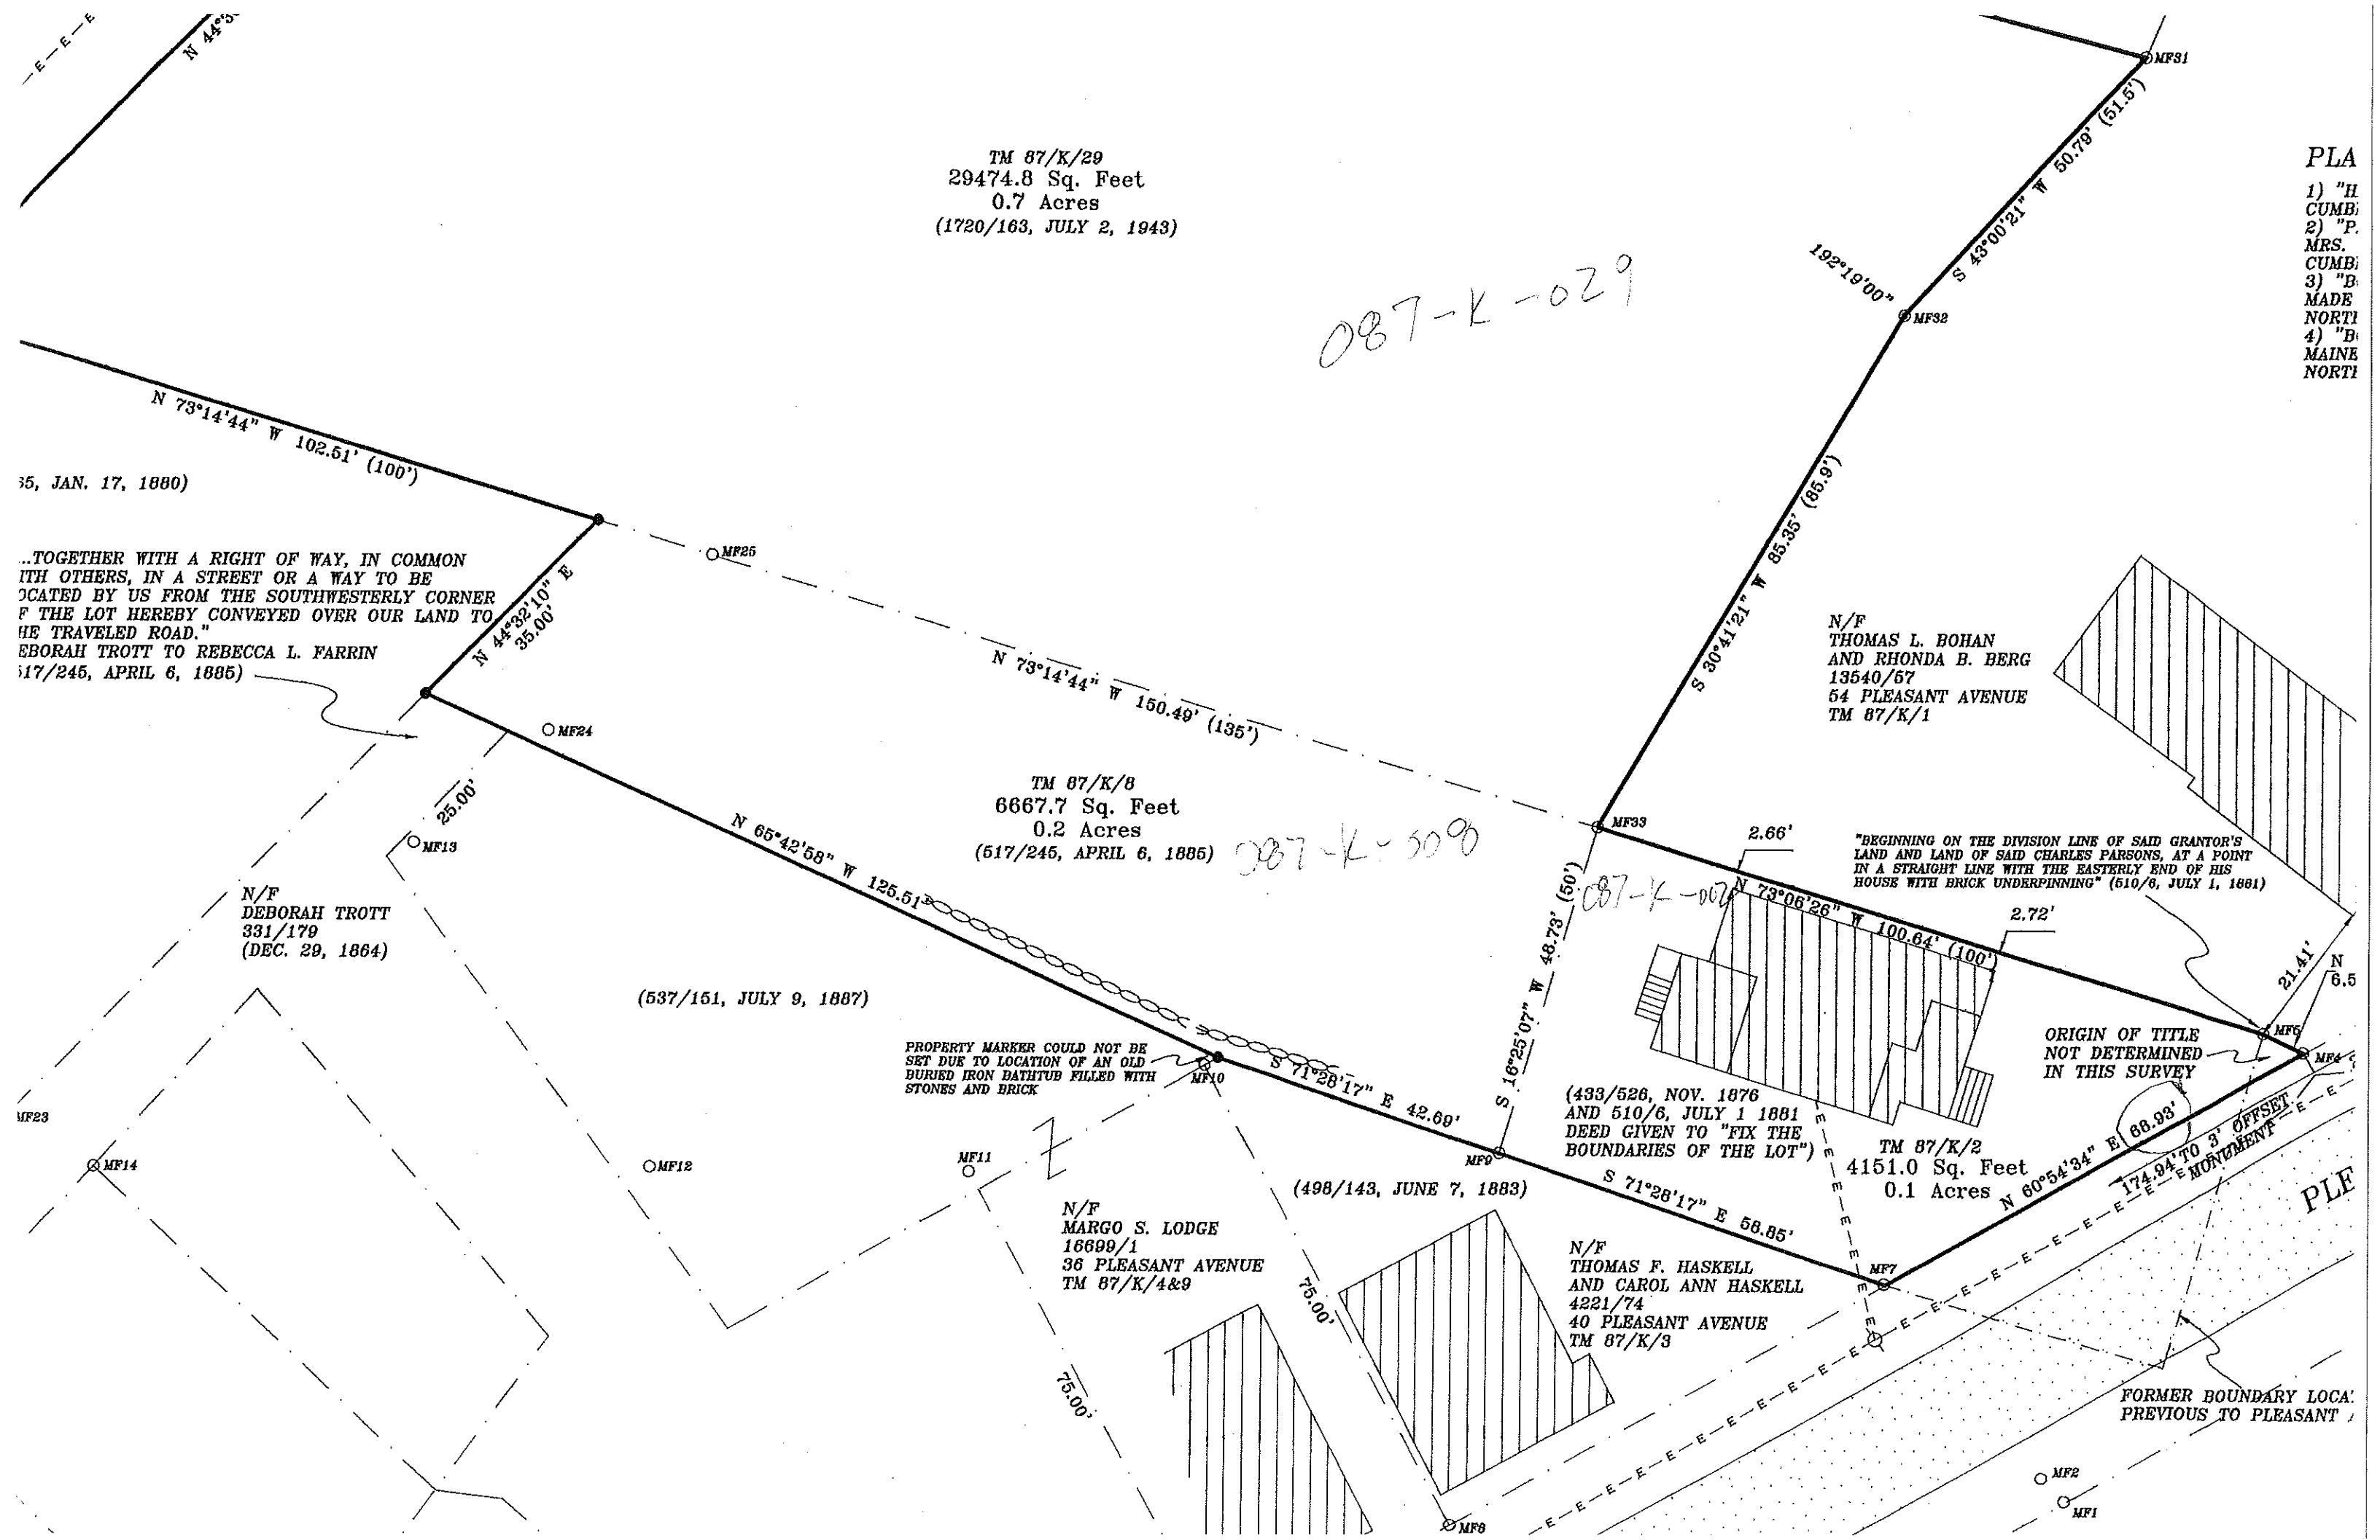 E
E
N 44°3
MF31
TM 87/K/29
29474.8 Sq. Feet
0.7 Acres
(1720/163, JULY 2, 1943)
S 43°00'21" W 50.79' (51.5')
PLA
1) "H
CUMB
2) "P.
MRS.
CUMB
3) "B
MADE
NORTH
4) "B
MAINE
NORTH
192°19'00"
MF32
087-K-029
N 73°14'44" W 102.51' (100')
35, JAN. 17, 1880)
...TOGETHER WITH A RIGHT OF WAY, IN COMMON
ITH OTHERS, IN A STREET OR A WAY TO BE
OCATED BY US FROM THE SOUTHWESTERLY CORNER
F THE LOT HEREBY CONVEYED OVER OUR LAND TO
HE TRAVELED ROAD."
EBORAH TROTT TO REBECCA L. FARRIN
517/245, APRIL 6, 1885)
N 44°32'10" E
35.00'
MF25
N 73°14'44" W 150.49' (135')
S 30°41'21" W 85.35' (85.9')
N/F
THOMAS L. BOHAN
AND RHONDA B. BERG
13540/57
54 PLEASANT AVENUE
TM 87/K/1
MF24
25.00'
MF13
TM 87/K/8
6667.7 Sq. Feet
0.2 Acres
(517/245, APRIL 6, 1885)
087-K-008
N 65°42'58" W 125.51'
MF33
2.66'
"BEGINNING ON THE DIVISION LINE OF SAID GRANTOR'S
LAND AND LAND OF SAID CHARLES PARSONS, AT A POINT
IN A STRAIGHT LINE WITH THE EASTERLY END OF HIS
HOUSE WITH BRICK UNDERPINNING" (510/6, JULY 1, 1881)
087-K-002
N 73°06'26" W 100.64' (100')
2.72'
S 16°25'07" W 48.73' (50')
21.41'
N
6.5
N/F
DEBORAH TROTT
331/179
(DEC. 29, 1864)
(537/151, JULY 9, 1887)
PROPERTY MARKER COULD NOT BE
SET DUE TO LOCATION OF AN OLD
BURIED IRON BATHTUB FILLED WITH
STONES AND BRICK
MF10
S 71°28'17" E 42.69'
ORIGIN OF TITLE
NOT DETERMINED
IN THIS SURVEY
MF5
MF4
(433/526, NOV. 1876
AND 510/6, JULY 1 1881
DEED GIVEN TO "FIX THE
BOUNDARIES OF THE LOT")
TM 87/K/2
4151.0 Sq. Feet
0.1 Acres
N 60°54'34" E 68.93'
174.94' TO 3' OFFSET
MONUMENT
PLE
MF23
MF14
MF12
MF11
MF9
(498/143, JUNE 7, 1883)
S 71°28'17" E 56.85'
N/F
MARGO S. LODGE
16699/1
36 PLEASANT AVENUE
TM 87/K/4&9
N/F
THOMAS F. HASKELL
AND CAROL ANN HASKELL
4221/74
40 PLEASANT AVENUE
TM 87/K/3
MF7
75.00'
75.00'
FORMER BOUNDARY LOCA
PREVIOUS TO PLEASANT
MF8
MF2
MF1